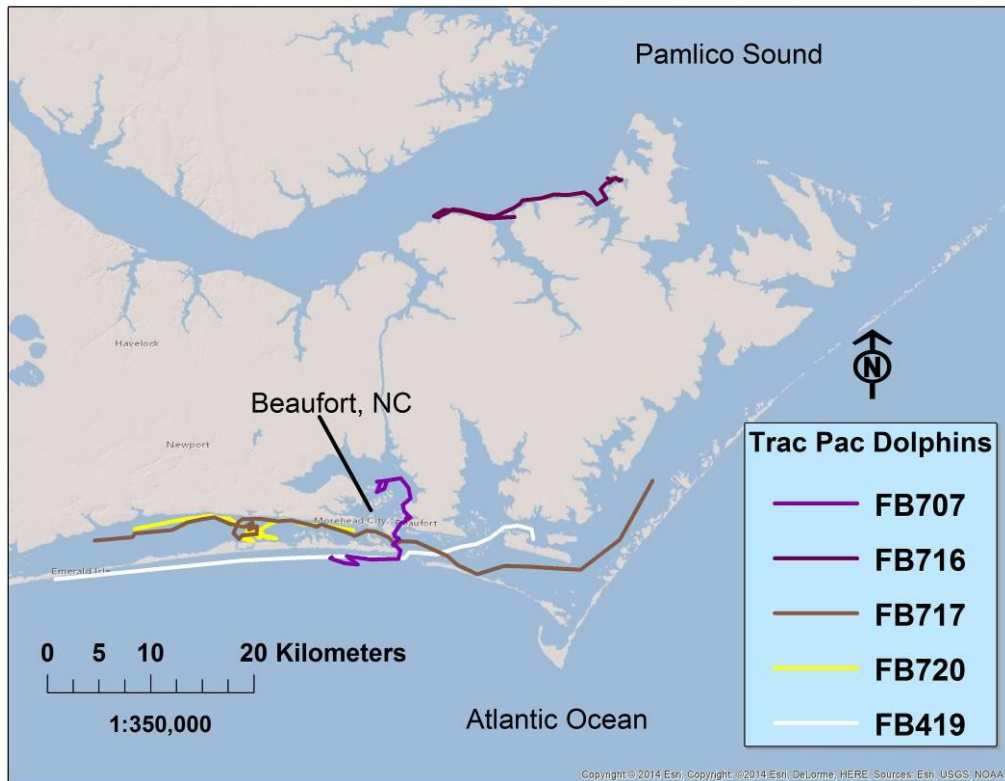 Pamlico Sound
Havelock
Beaufort, NC
Newport
Morehead City
Beaufort
Emerald Isle
N
Trac Pac Dolphins
FB707
FB716
FB717
FB720
FB419
0 5 10 20 Kilometers
1:350,000
Atlantic Ocean
Copyright © 2014 Esri, Copyright: ©2014 Esri, DeLorme, HERE; Sources: Esri, USGS, NOAA